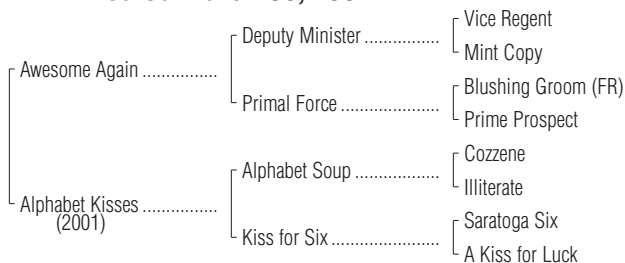 Vice Regent
Deputy Minister ..................
Mint Copy
Awesome Again ..................
Blushing Groom (FR)
Primal Force ........................
Prime Prospect
Cozzene
Alphabet Soup .....................
Illiterate
Alphabet Kisses ..................
(2001)
Saratoga Six
Kiss for Six ..........................
A Kiss for Luck